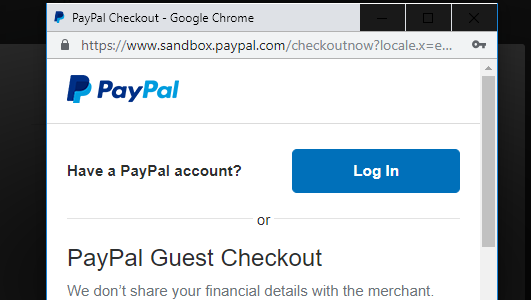 PayPal Checkout - Google Chrome
https://www.sandbox.paypal.com/checkoutnow?locale.x=e...
PayPal
Have a PayPal account?
Log In
or
PayPal Guest Checkout
We don’t share your financial details with the merchant.